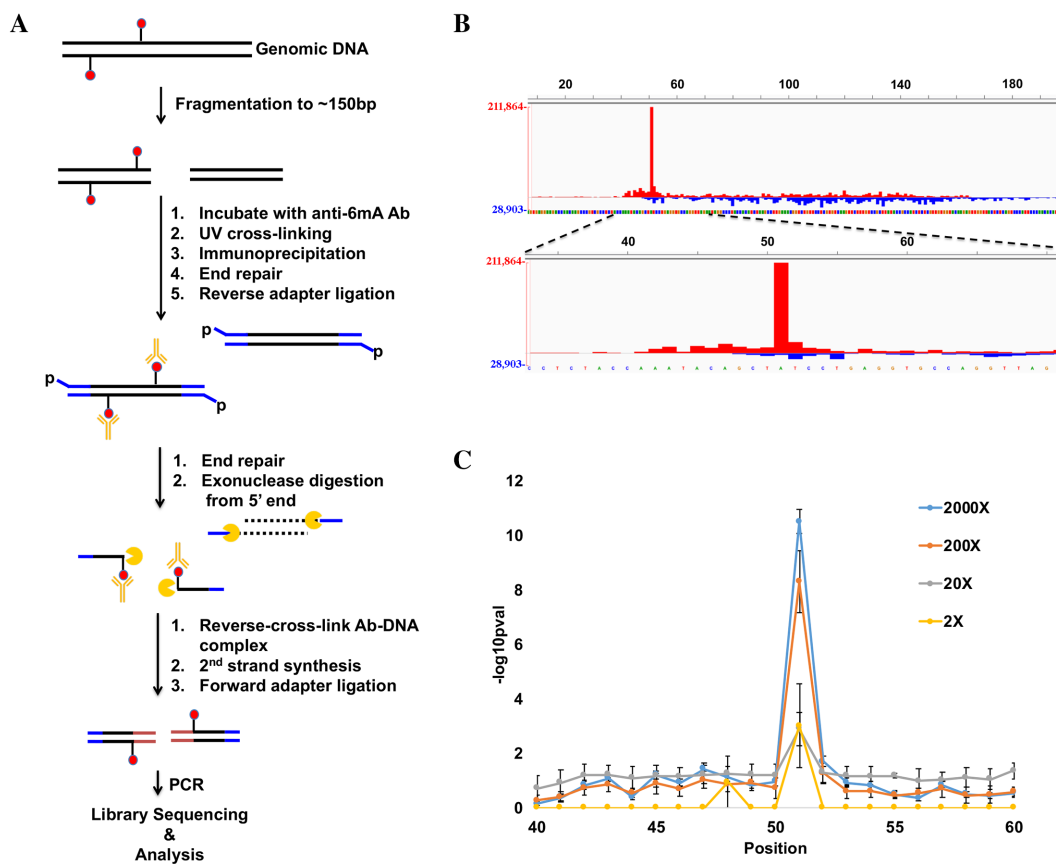 A
Genomic DNA
Fragmentation to ~150bp
1. Incubate with anti-6mA Ab
2. UV cross-linking
3. Immunoprecipitation
4. End repair
5. Reverse adapter ligation
p
p
p
p
1. End repair
2. Exonuclease digestion
from 5' end
1. Reverse-cross-link Ab-DNA
complex
2. 2nd strand synthesis
3. Forward adapter ligation
PCR
Library Sequencing
&
Analysis
B
20 60 100 140 180
211,864-
28,903-
40 50 60
211,864-
28,903-
C C T C T A C C A A A T A C A G C T A T C C T G A G G T G C C A G G T T A G
C
12
10
8
6
4
2
0
-log10pval
40 45 50 55 60
Position
2000X
200X
20X
2X